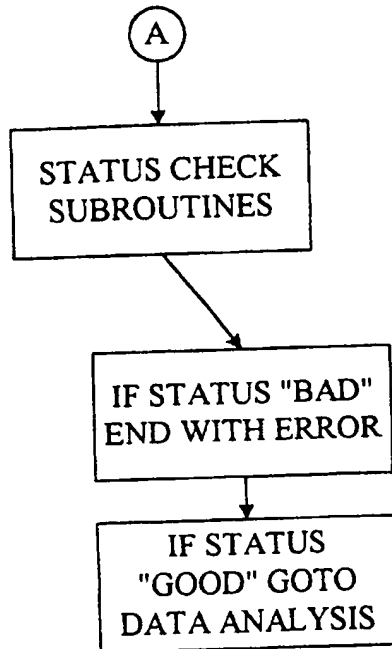 A
STATUS CHECK
SUBROUTINES
IF STATUS "BAD"
END WITH ERROR
IF STATUS
"GOOD" GOTO
DATA ANALYSIS